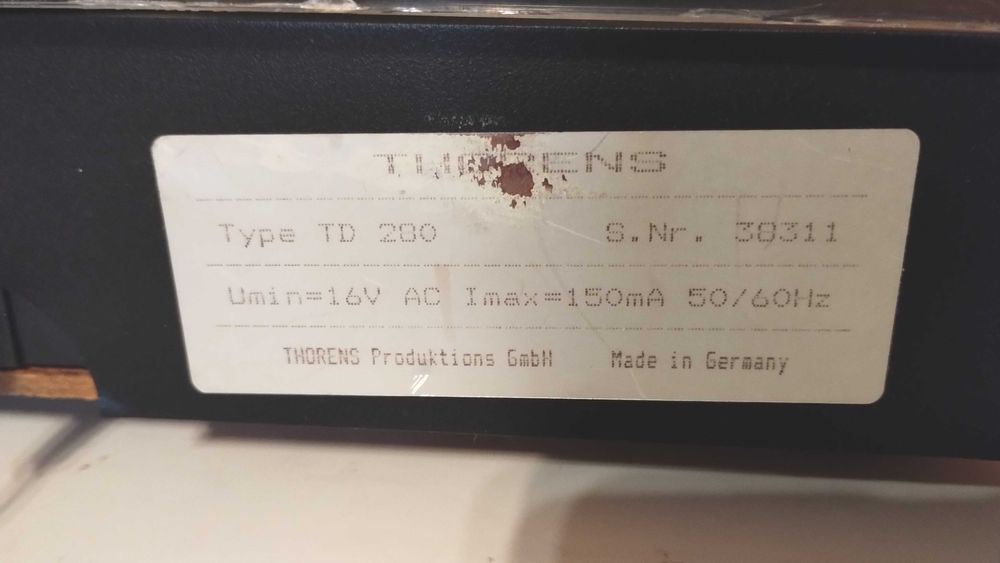 THORENS
Type TD 280 S.Nr. 38311
Umin=16V AC Imax=150mA 50/60Hz
THORENS Produktions GmbH Made in Germany